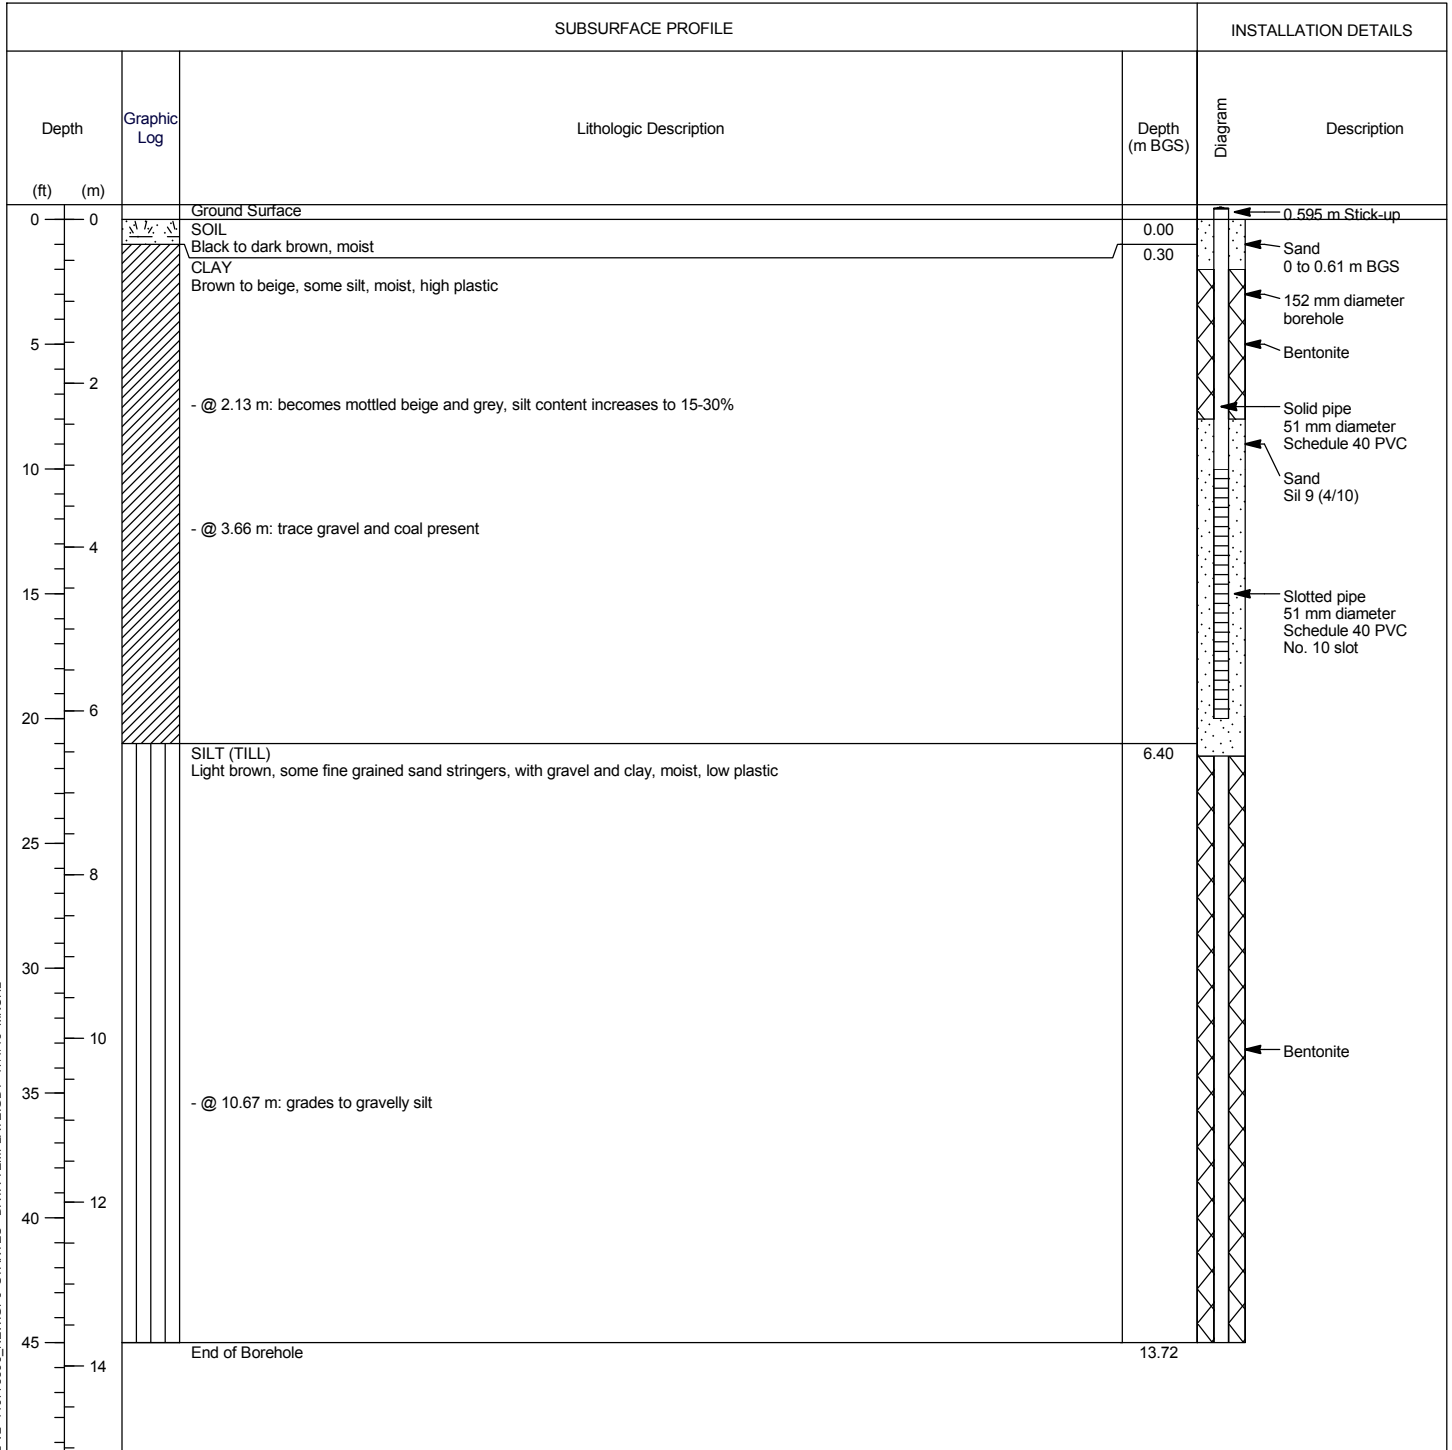 SUBSURFACE PROFILE
INSTALLATION DETAILS
Depth
(ft) (m)
Graphic
Log
Lithologic Description
Depth
(m BGS)
Diagram
Description
Ground Surface
SOIL
Black to dark brown, moist
0.00
0.30
CLAY
Brown to beige, some silt, moist, high plastic
- @ 2.13 m: becomes mottled beige and grey, silt content increases to 15-30%
- @ 3.66 m: trace gravel and coal present
SILT (TILL)
6.40
Light brown, some fine grained sand stringers, with gravel and clay, moist, low plastic
- @ 10.67 m: grades to gravelly silt
End of Borehole
13.72
0
5
10
15
20
25
30
35
40
45
0
2
4
6
8
10
12
14
0.595 m Stick-up
Sand
0 to 0.61 m BGS
152 mm diameter
borehole
Bentonite
Solid pipe
51 mm diameter
Schedule 40 PVC
Sand
Sil 9 (4/10)
Slotted pipe
51 mm diameter
Schedule 40 PVC
No. 10 slot
Bentonite